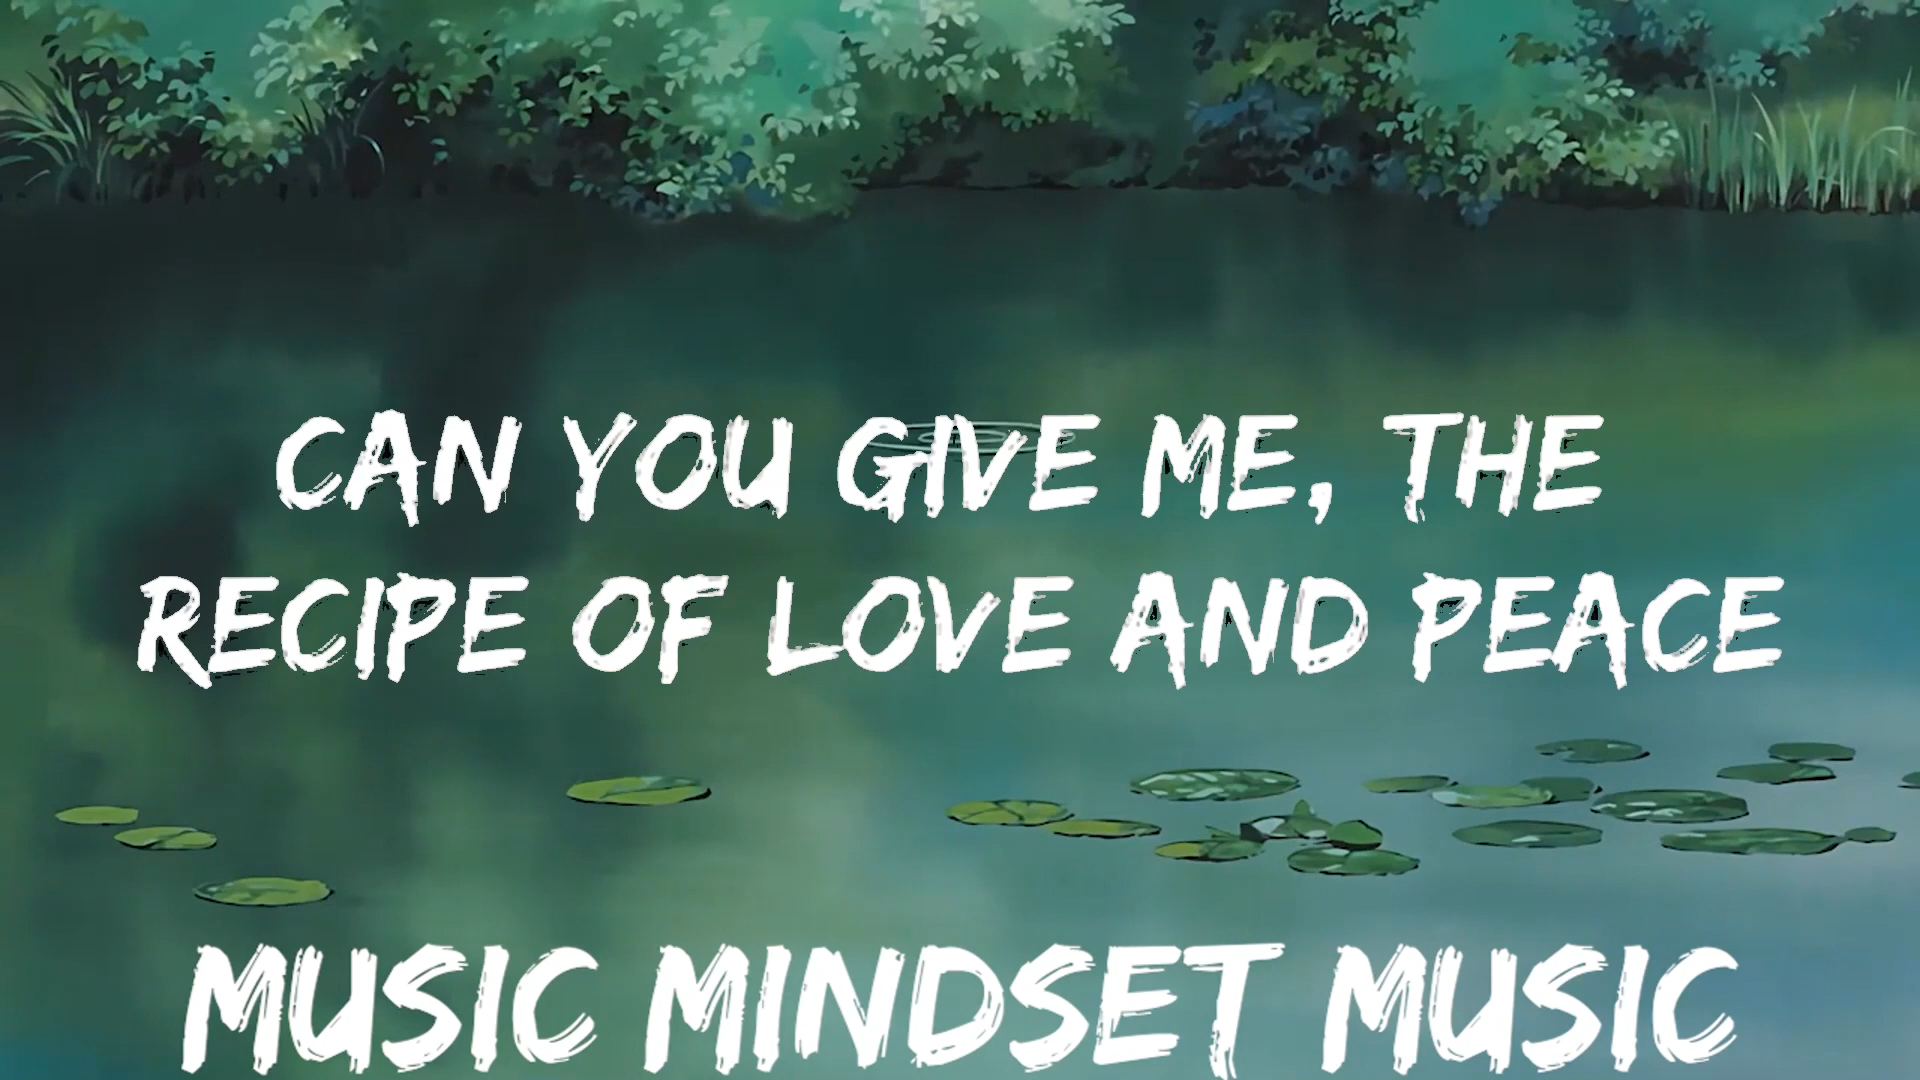 CAN YOU GIVE ME, THE
RECIPE OF LOVE AND PEACE
MUSIC MINDSET MUSIC